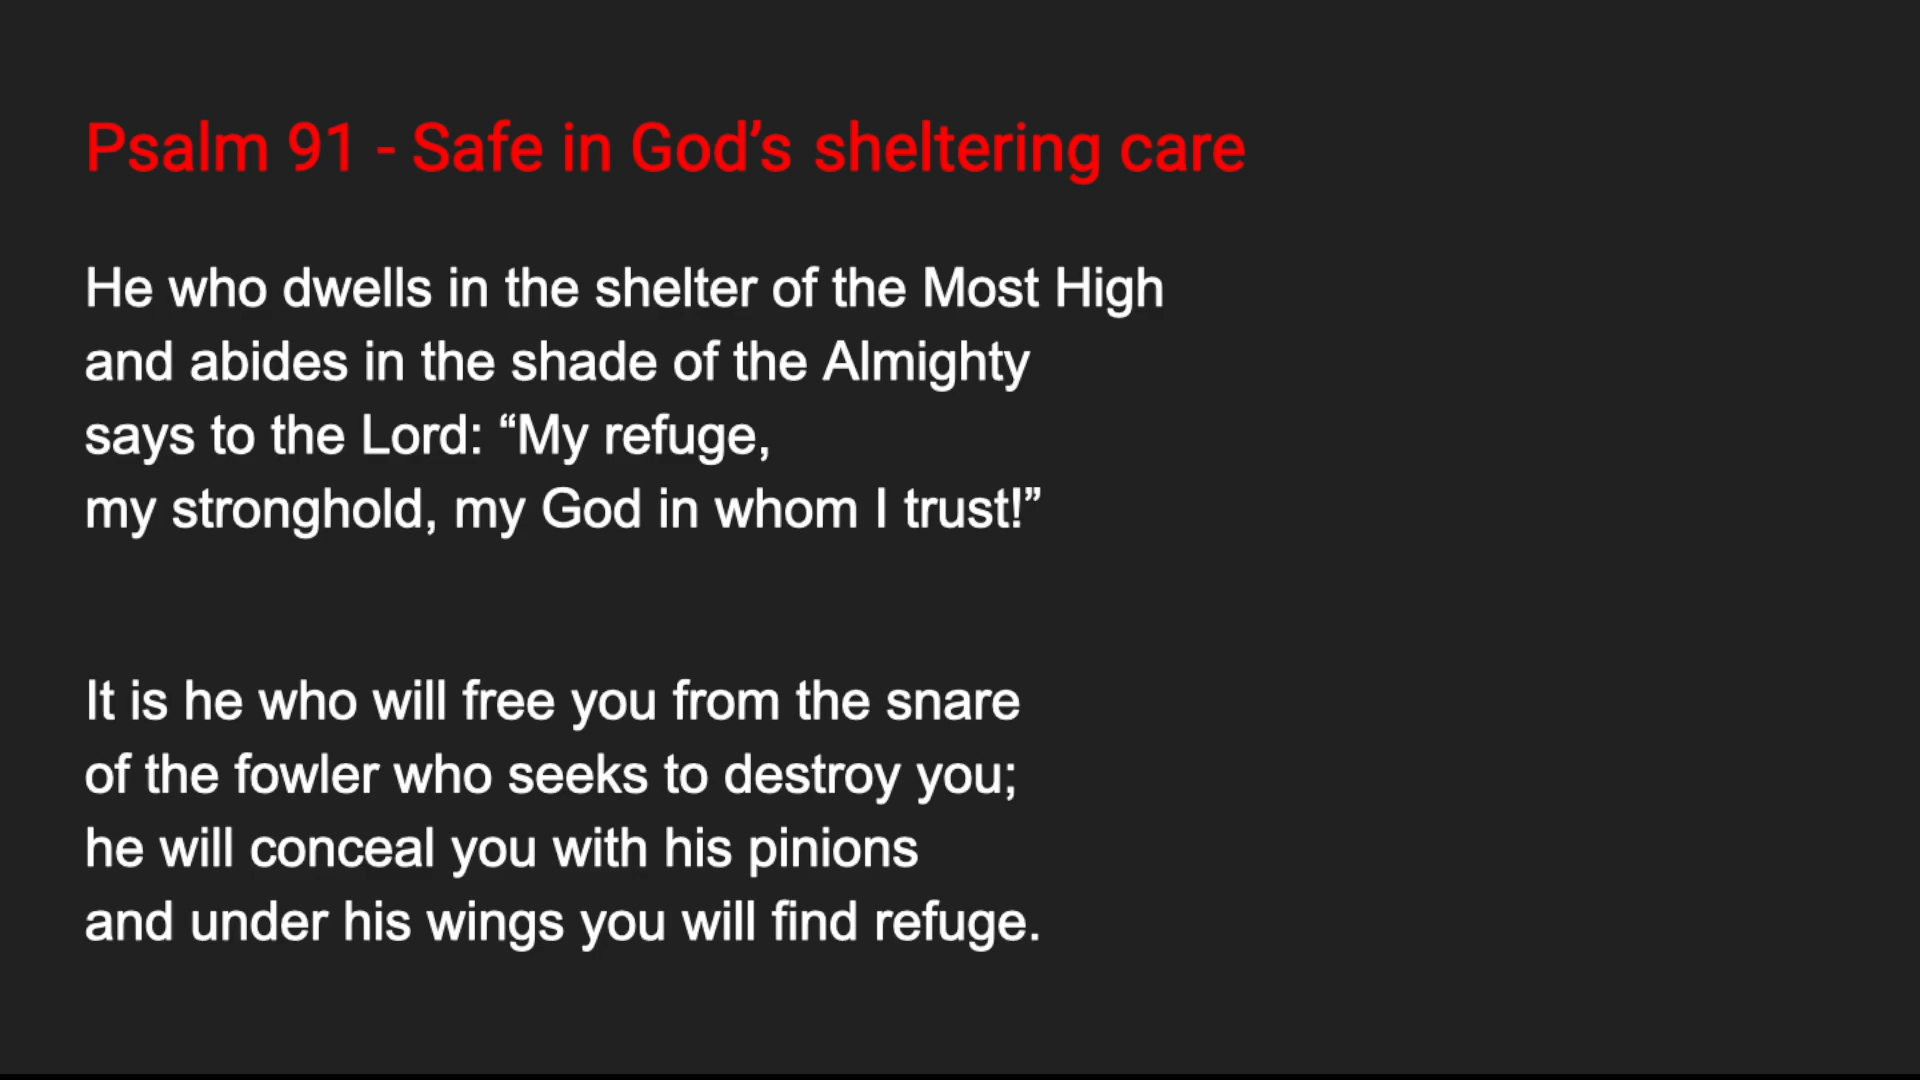 Psalm 91 - Safe in God’s sheltering care
He who dwells in the shelter of the Most High
and abides in the shade of the Almighty
says to the Lord: “My refuge,
my stronghold, my God in whom I trust!”
It is he who will free you from the snare
of the fowler who seeks to destroy you;
he will conceal you with his pinions
and under his wings you will find refuge.